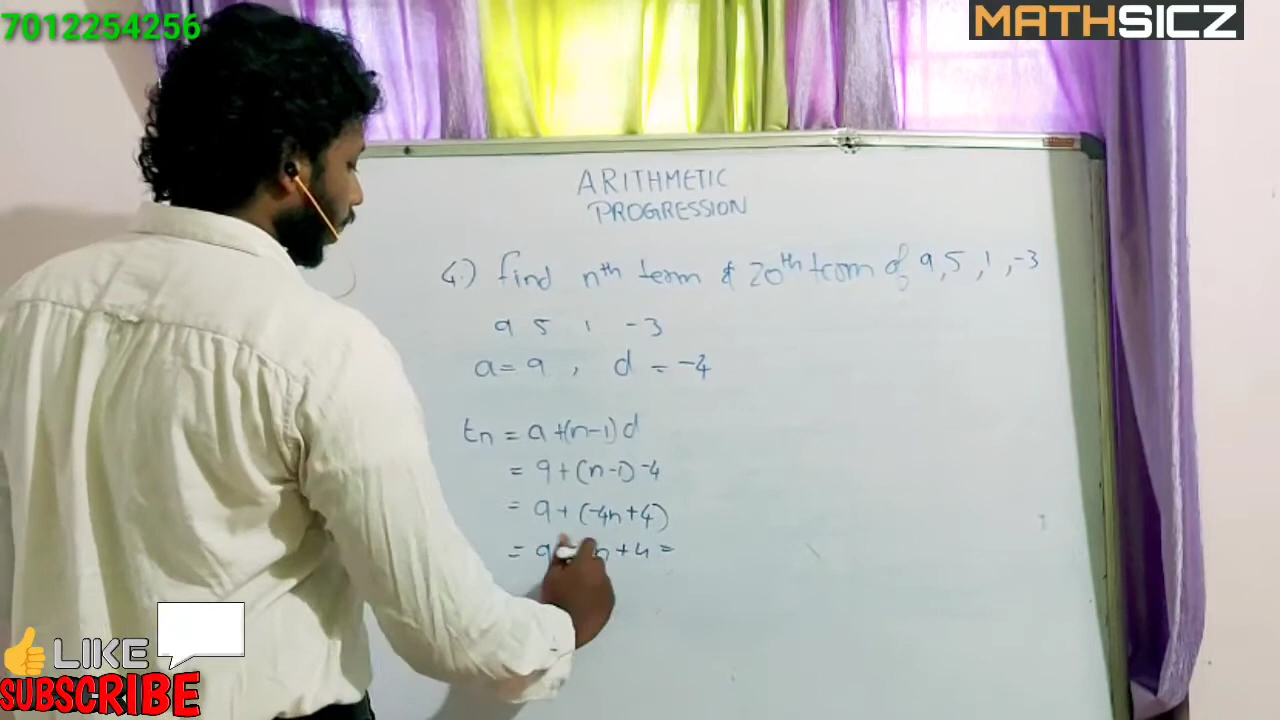 7012254256
MATHSICZ
ARITHMETIC
PROGRESSION
4.) find nth term & 20th term of 9, 5, 1, -3
9 5 1 -3
a = 9 , d = -4
tn = a + (n-1) d
= 9 + (n-1) -4
= 9 + (-4n+4)
= 9 n + 4 =
LIKE
SUBSCRIBE